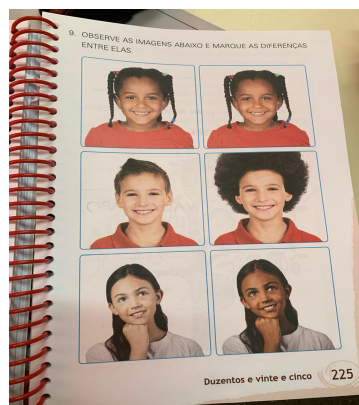 9. OBSERVE AS IMAGENS ABAIXO E MARQUE AS DIFERENÇAS
ENTRE ELAS.
Duzentos e vinte e cinco 225